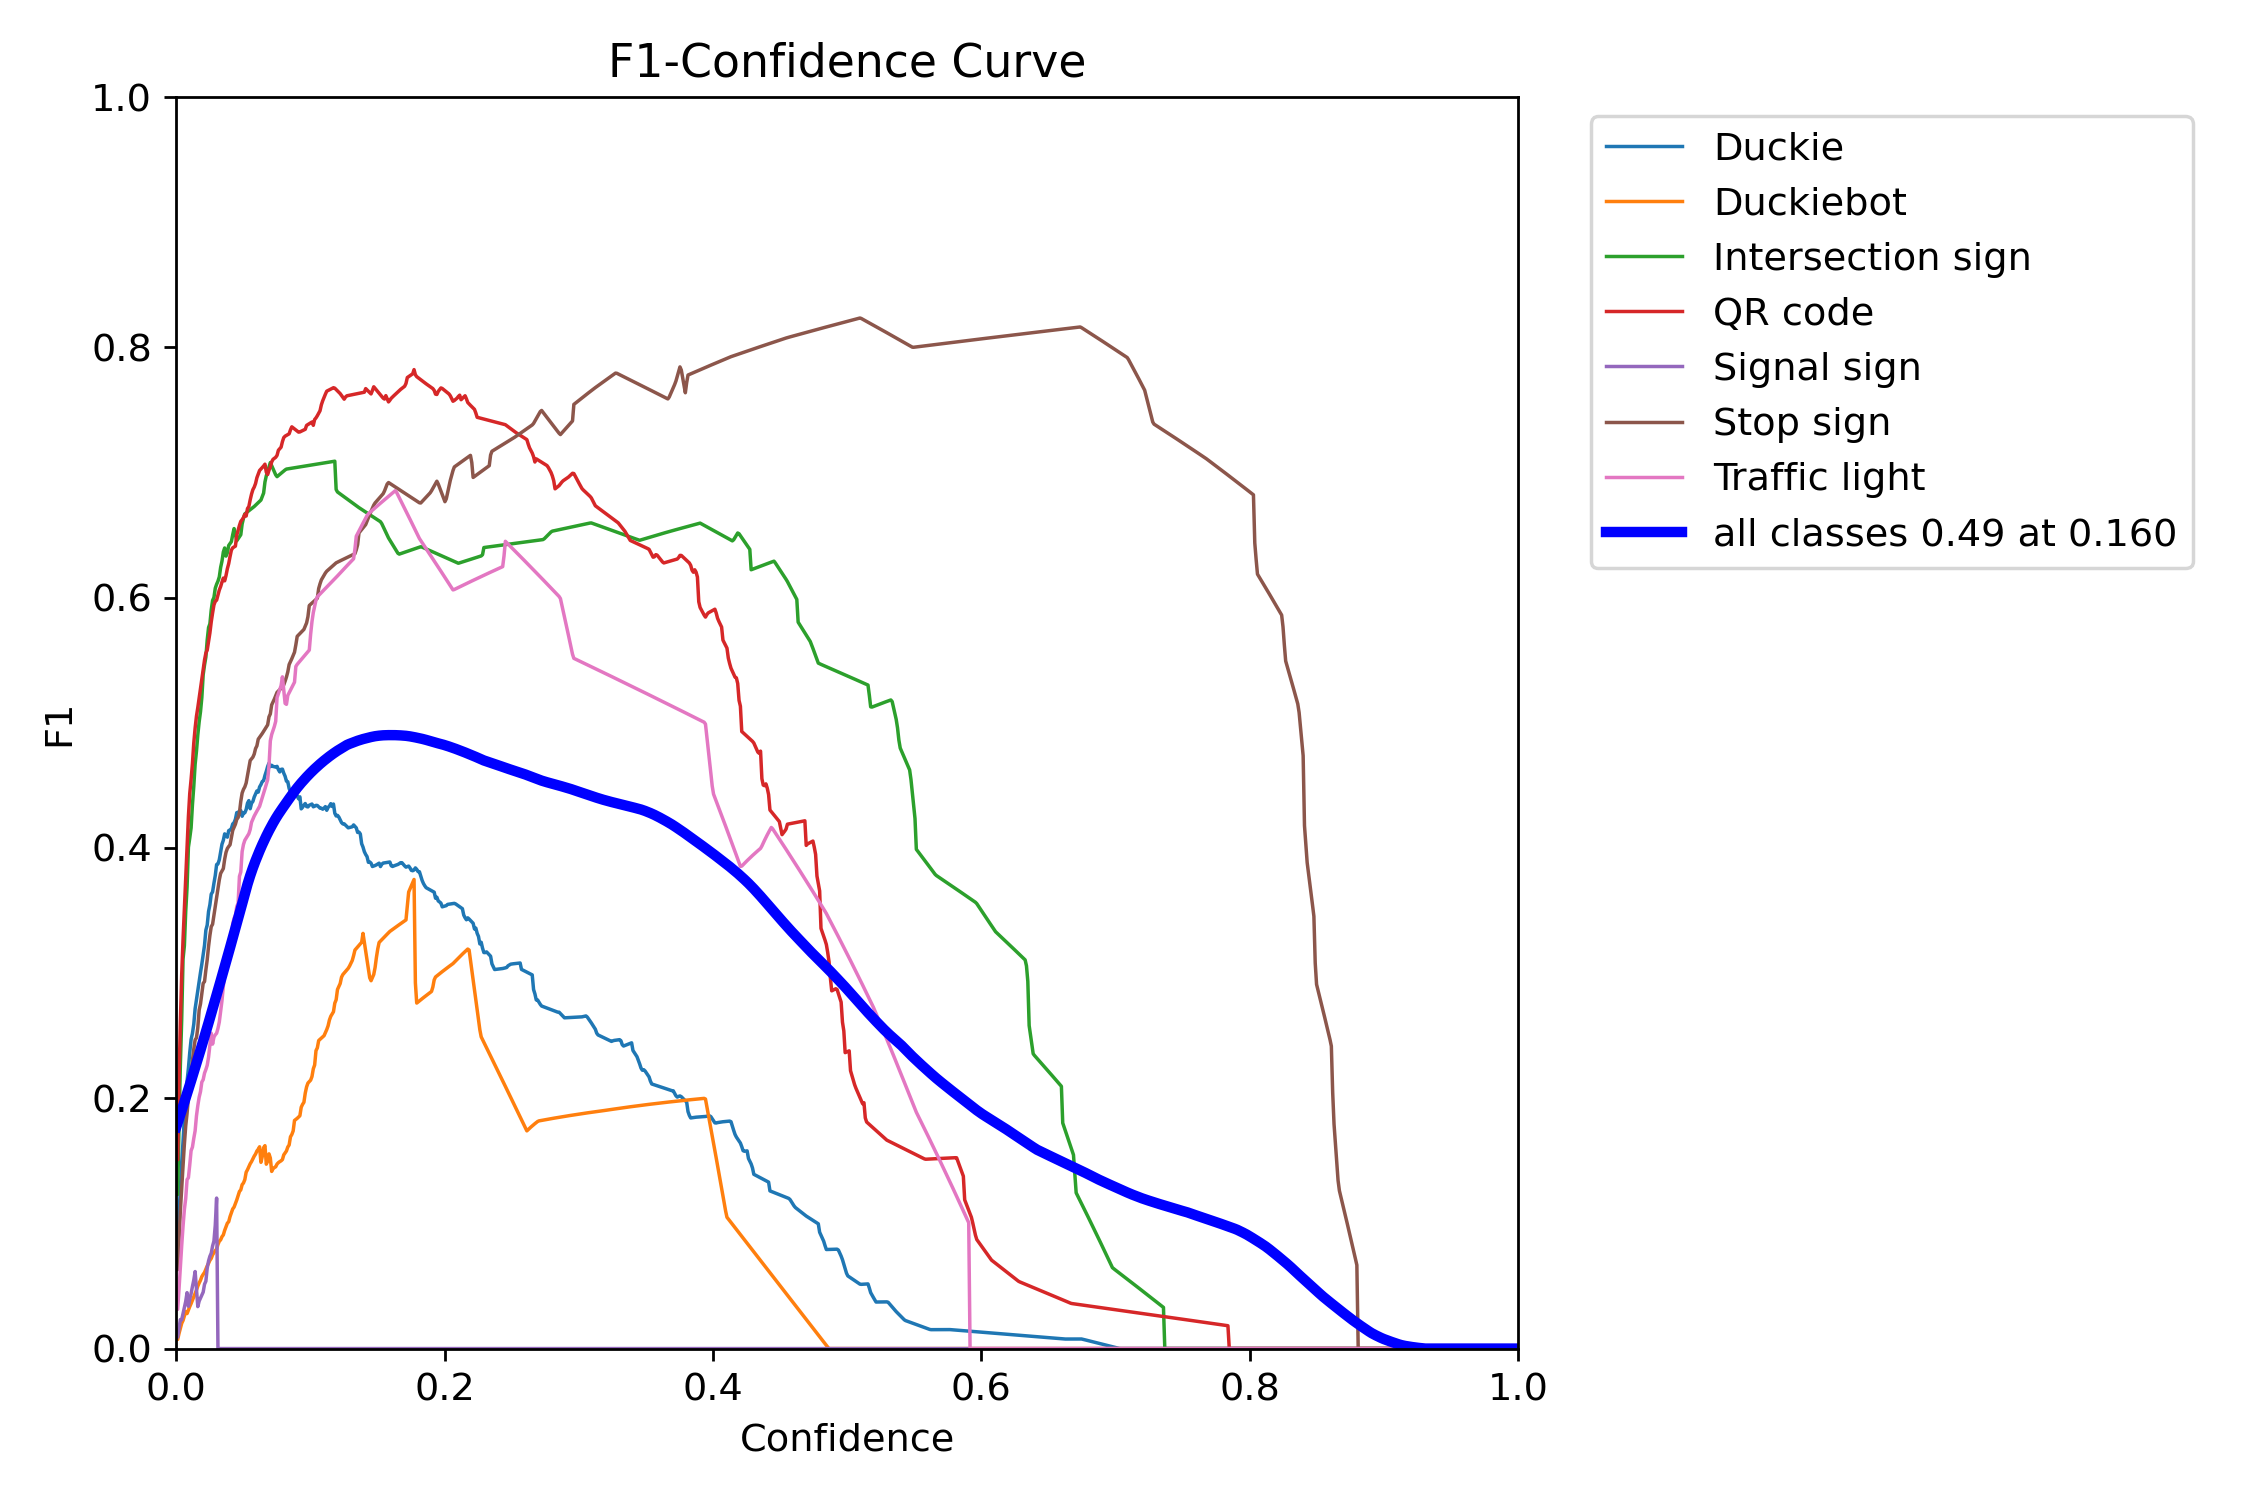 F1-Confidence Curve
1.0
0.8
0.6
0.4
0.2
0.0
F1
0.0 0.2 0.4 0.6 0.8 1.0
Confidence
Duckie
Duckiebot
Intersection sign
QR code
Signal sign
Stop sign
Traffic light
all classes 0.49 at 0.160